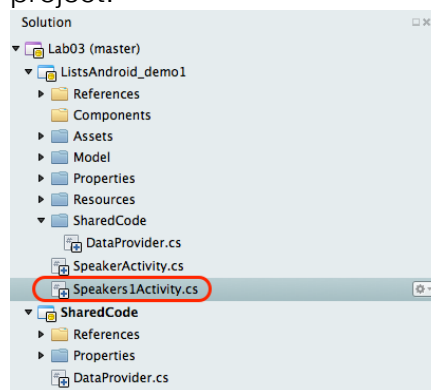 project.
Solution
Lab03 (master)
ListsAndroid_demo1
References
Components
Assets
Model
Properties
Resources
SharedCode
DataProvider.cs
SpeakerActivity.cs
Speakers1Activity.cs
SharedCode
References
Properties
DataProvider.cs